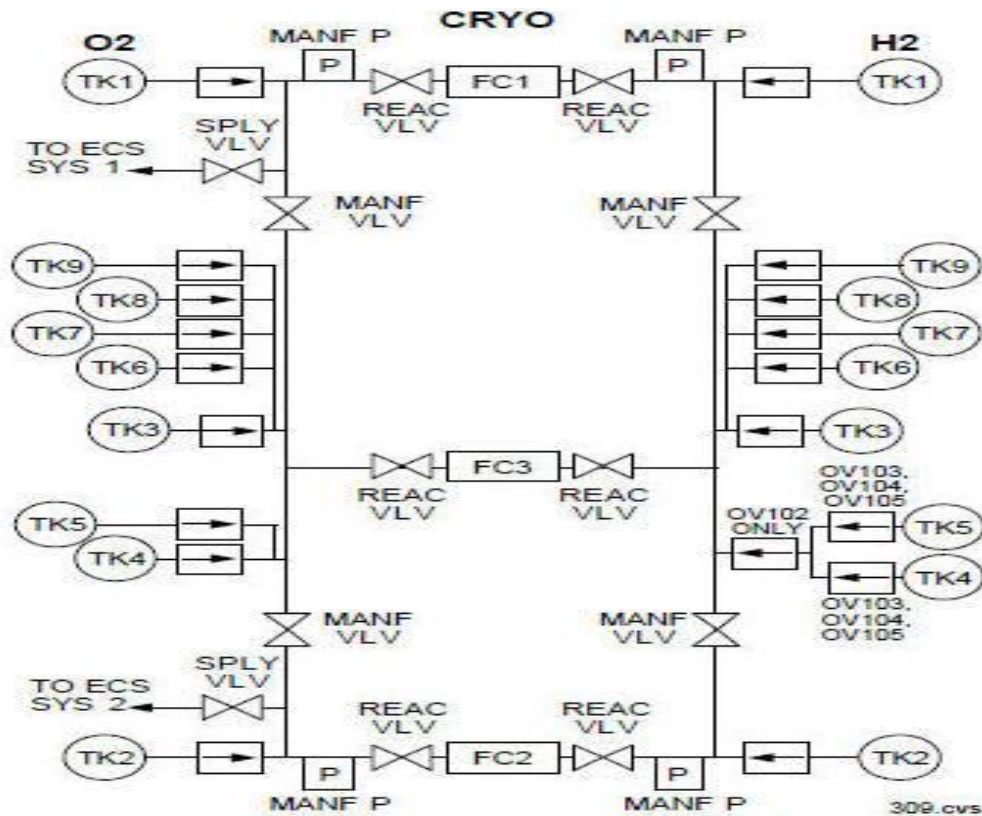 CRYO
O2
MANF P
MANF P
H2
TK1
P
FC1
P
TK1
REAC
VLV
REAC
VLV
SPLY
VLV
TO ECS
SYS 1
MANF
VLV
MANF
VLV
TK9
TK9
TK8
TK8
TK7
TK7
TK6
TK6
TK3
TK3
FC3
REAC
VLV
REAC
VLV
OV103,
OV104,
OV105
OV102
ONLY
TK5
TK5
TK4
TK4
OV103,
OV104,
OV105
MANF
VLV
MANF
VLV
SPLY
VLV
TO ECS
SYS 2
REAC
VLV
REAC
VLV
TK2
P
FC2
P
TK2
MANF P
MANF P
309.cvs